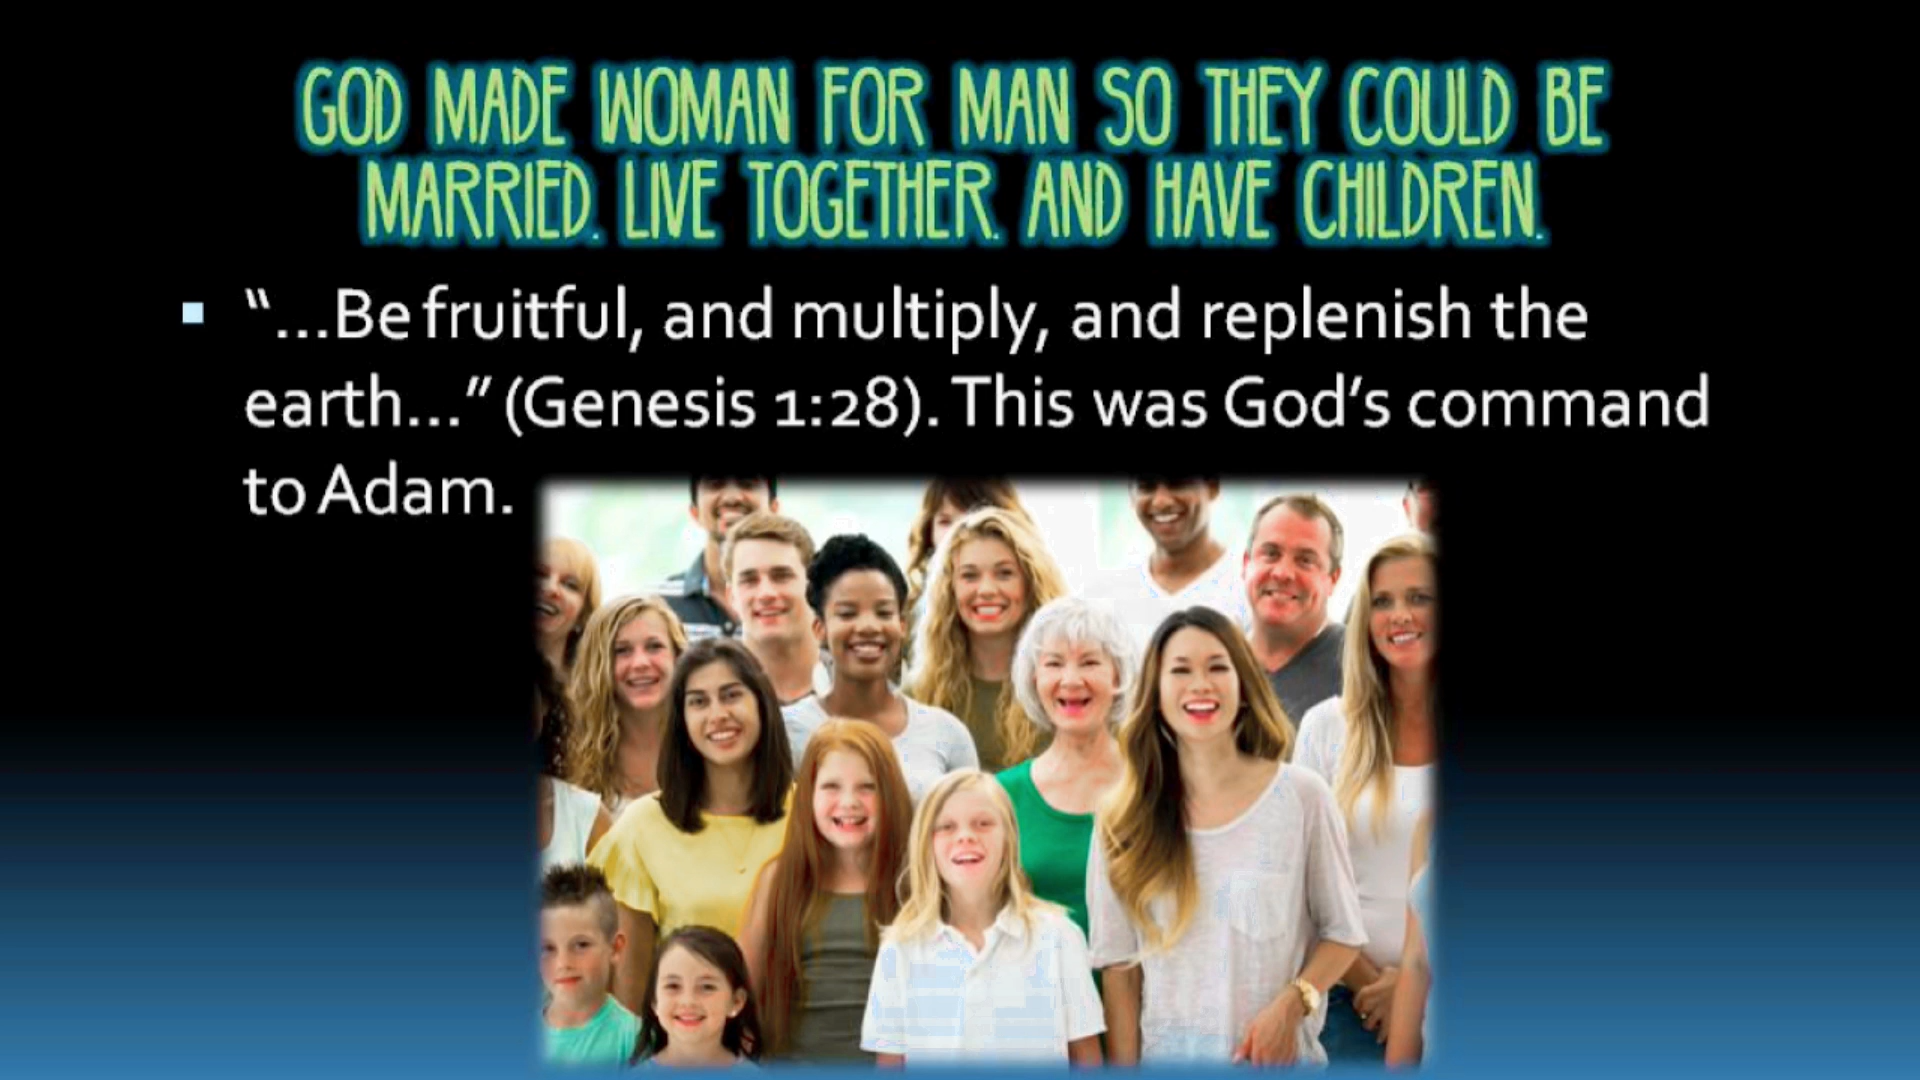 GOD MADE WOMAN FOR MAN SO THEY COULD BE
MARRIED. LIVE TOGETHER. AND HAVE CHILDREN.
▪ “…Be fruitful, and multiply, and replenish the
earth…” (Genesis 1:28). This was God’s command
to Adam.